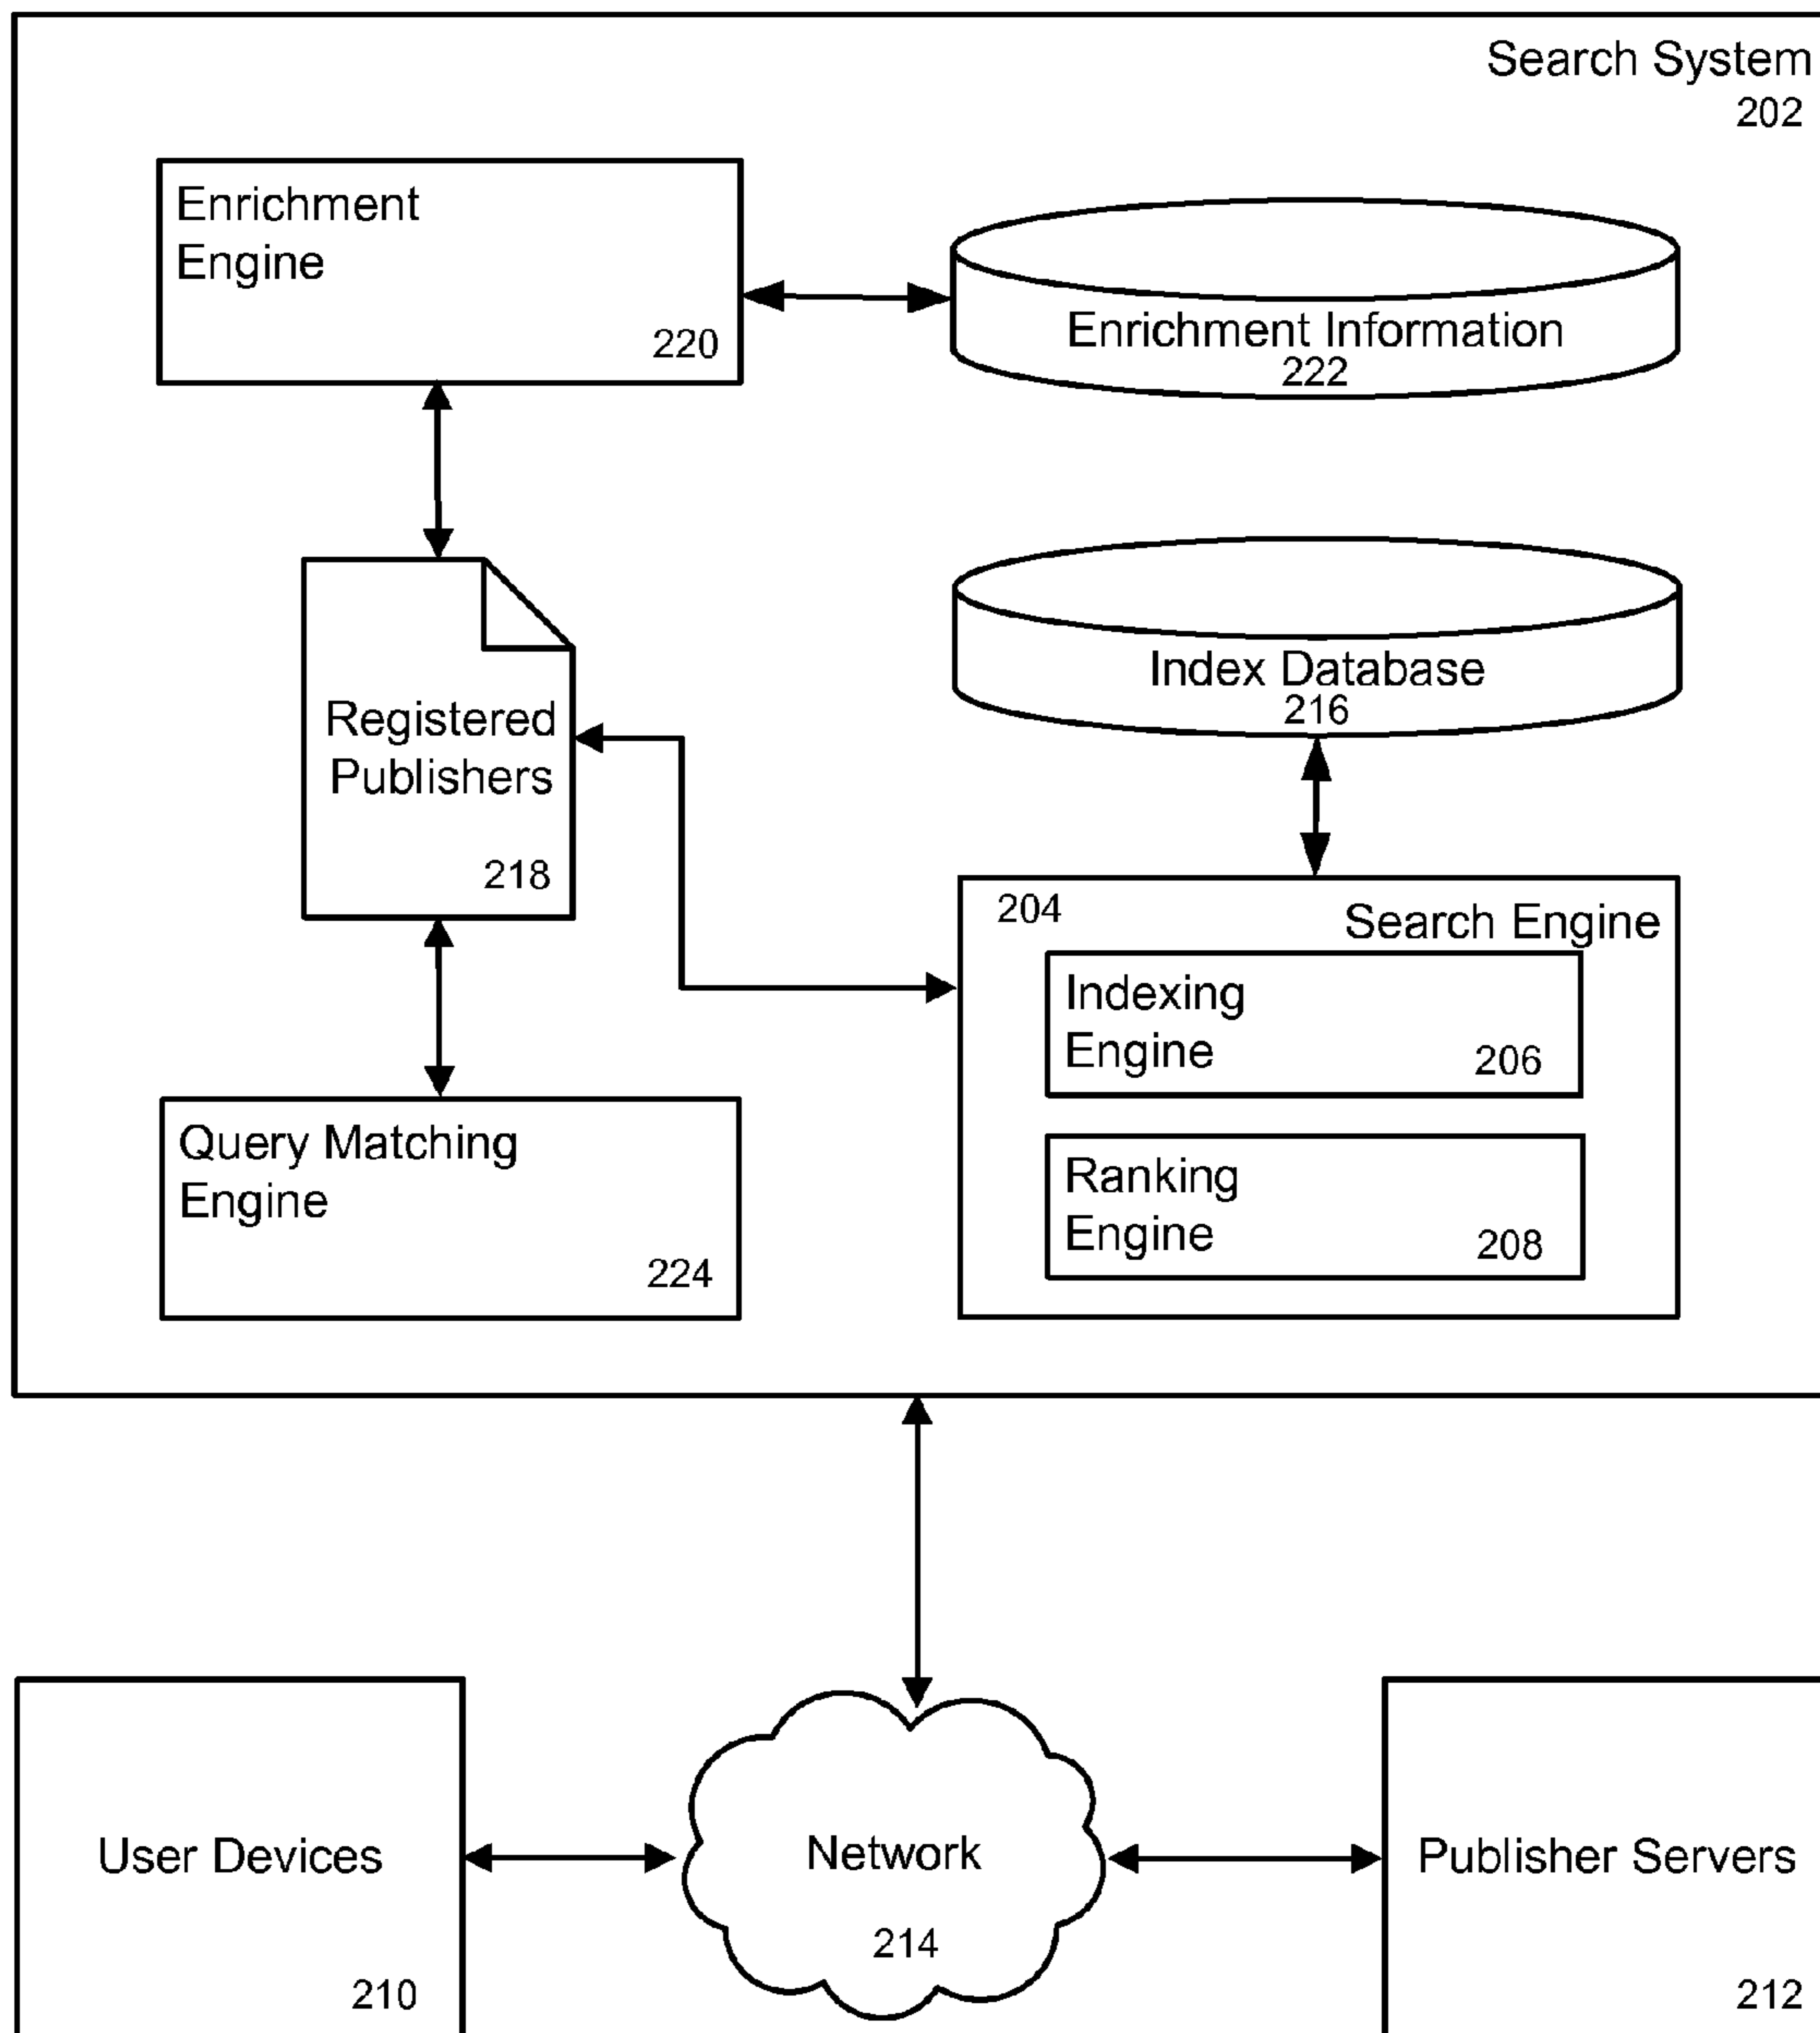 Search System
202
Enrichment
Engine
220
Enrichment Information
222
Registered
Publishers
218
Index Database
216
204
Search Engine
Indexing
Engine
206
Ranking
Engine
208
Query Matching
Engine
224
User Devices
210
Network
214
Publisher Servers
212